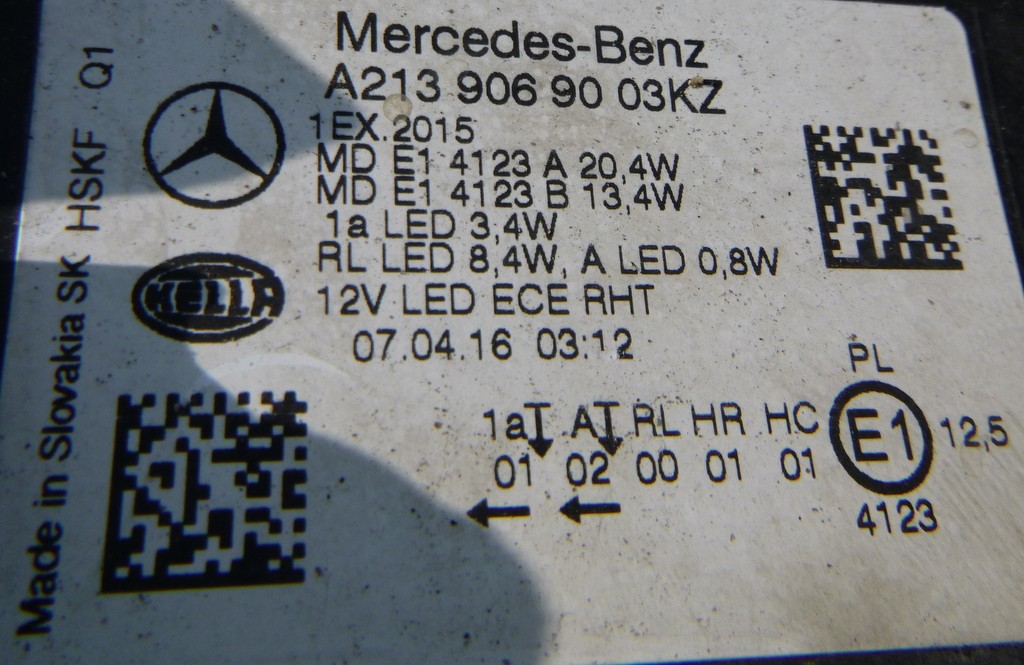 Mercedes-Benz
A213 906 90 03KZ
1EX.2015
MD E1 4123 A 20,4W
MD E1 4123 B 13,4W
1a LED 3,4W
RL LED 8,4W, A LED 0,8W
12V LED ECE RHT
07.04.16 03:12
HELLA
Made in Slovakia SK HSKF Q1
PL
1a A RL HR HC
E1
12,5
01 02 00 01 01
4123